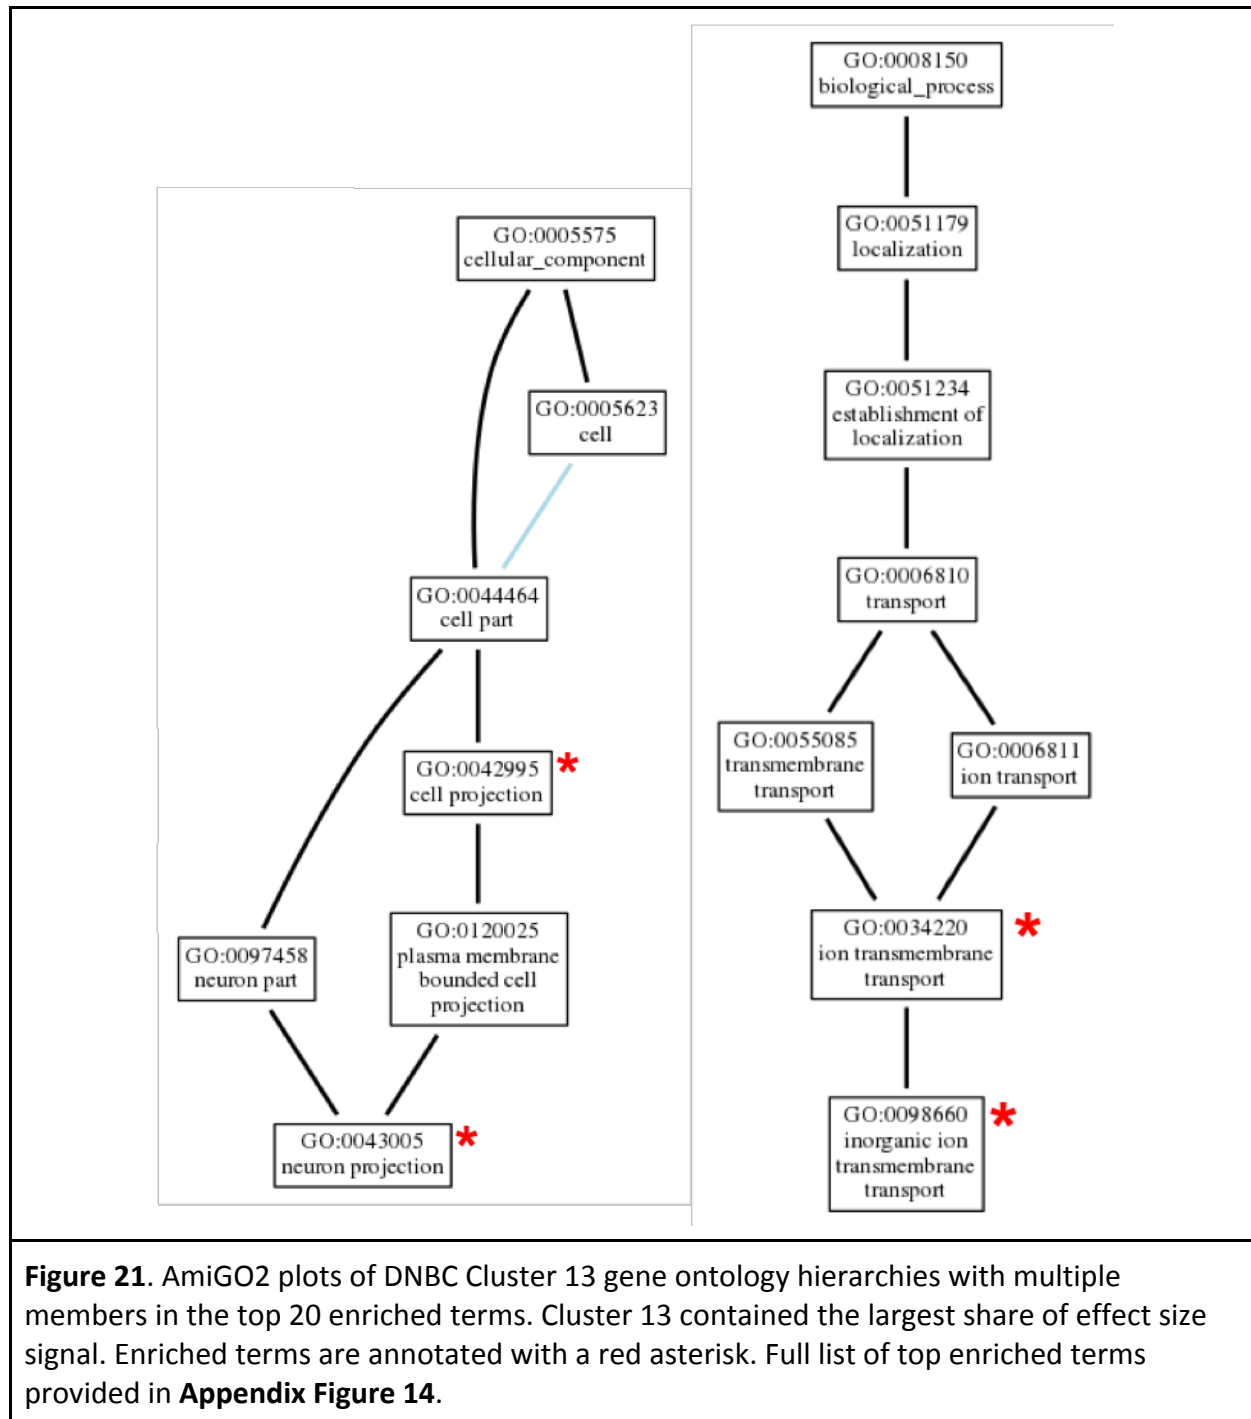 GO:0005575
cellular_component
GO:0005623
cell
GO:0044464
cell part
GO:0042995
cell projection
*
GO:0097458
neuron part
GO:0120025
plasma membrane
bounded cell
projection
GO:0043005
neuron projection
*
GO:0008150
biological_process
GO:0051179
localization
GO:0051234
establishment of
localization
GO:0006810
transport
GO:0055085
transmembrane
transport
GO:0006811
ion transport
GO:0034220
ion transmembrane
transport
*
GO:0098660
inorganic ion
transmembrane
transport
*
Figure 21. AmiGO2 plots of DNBC Cluster 13 gene ontology hierarchies with multiple
members in the top 20 enriched terms. Cluster 13 contained the largest share of effect size
signal. Enriched terms are annotated with a red asterisk. Full list of top enriched terms
provided in Appendix Figure 14.